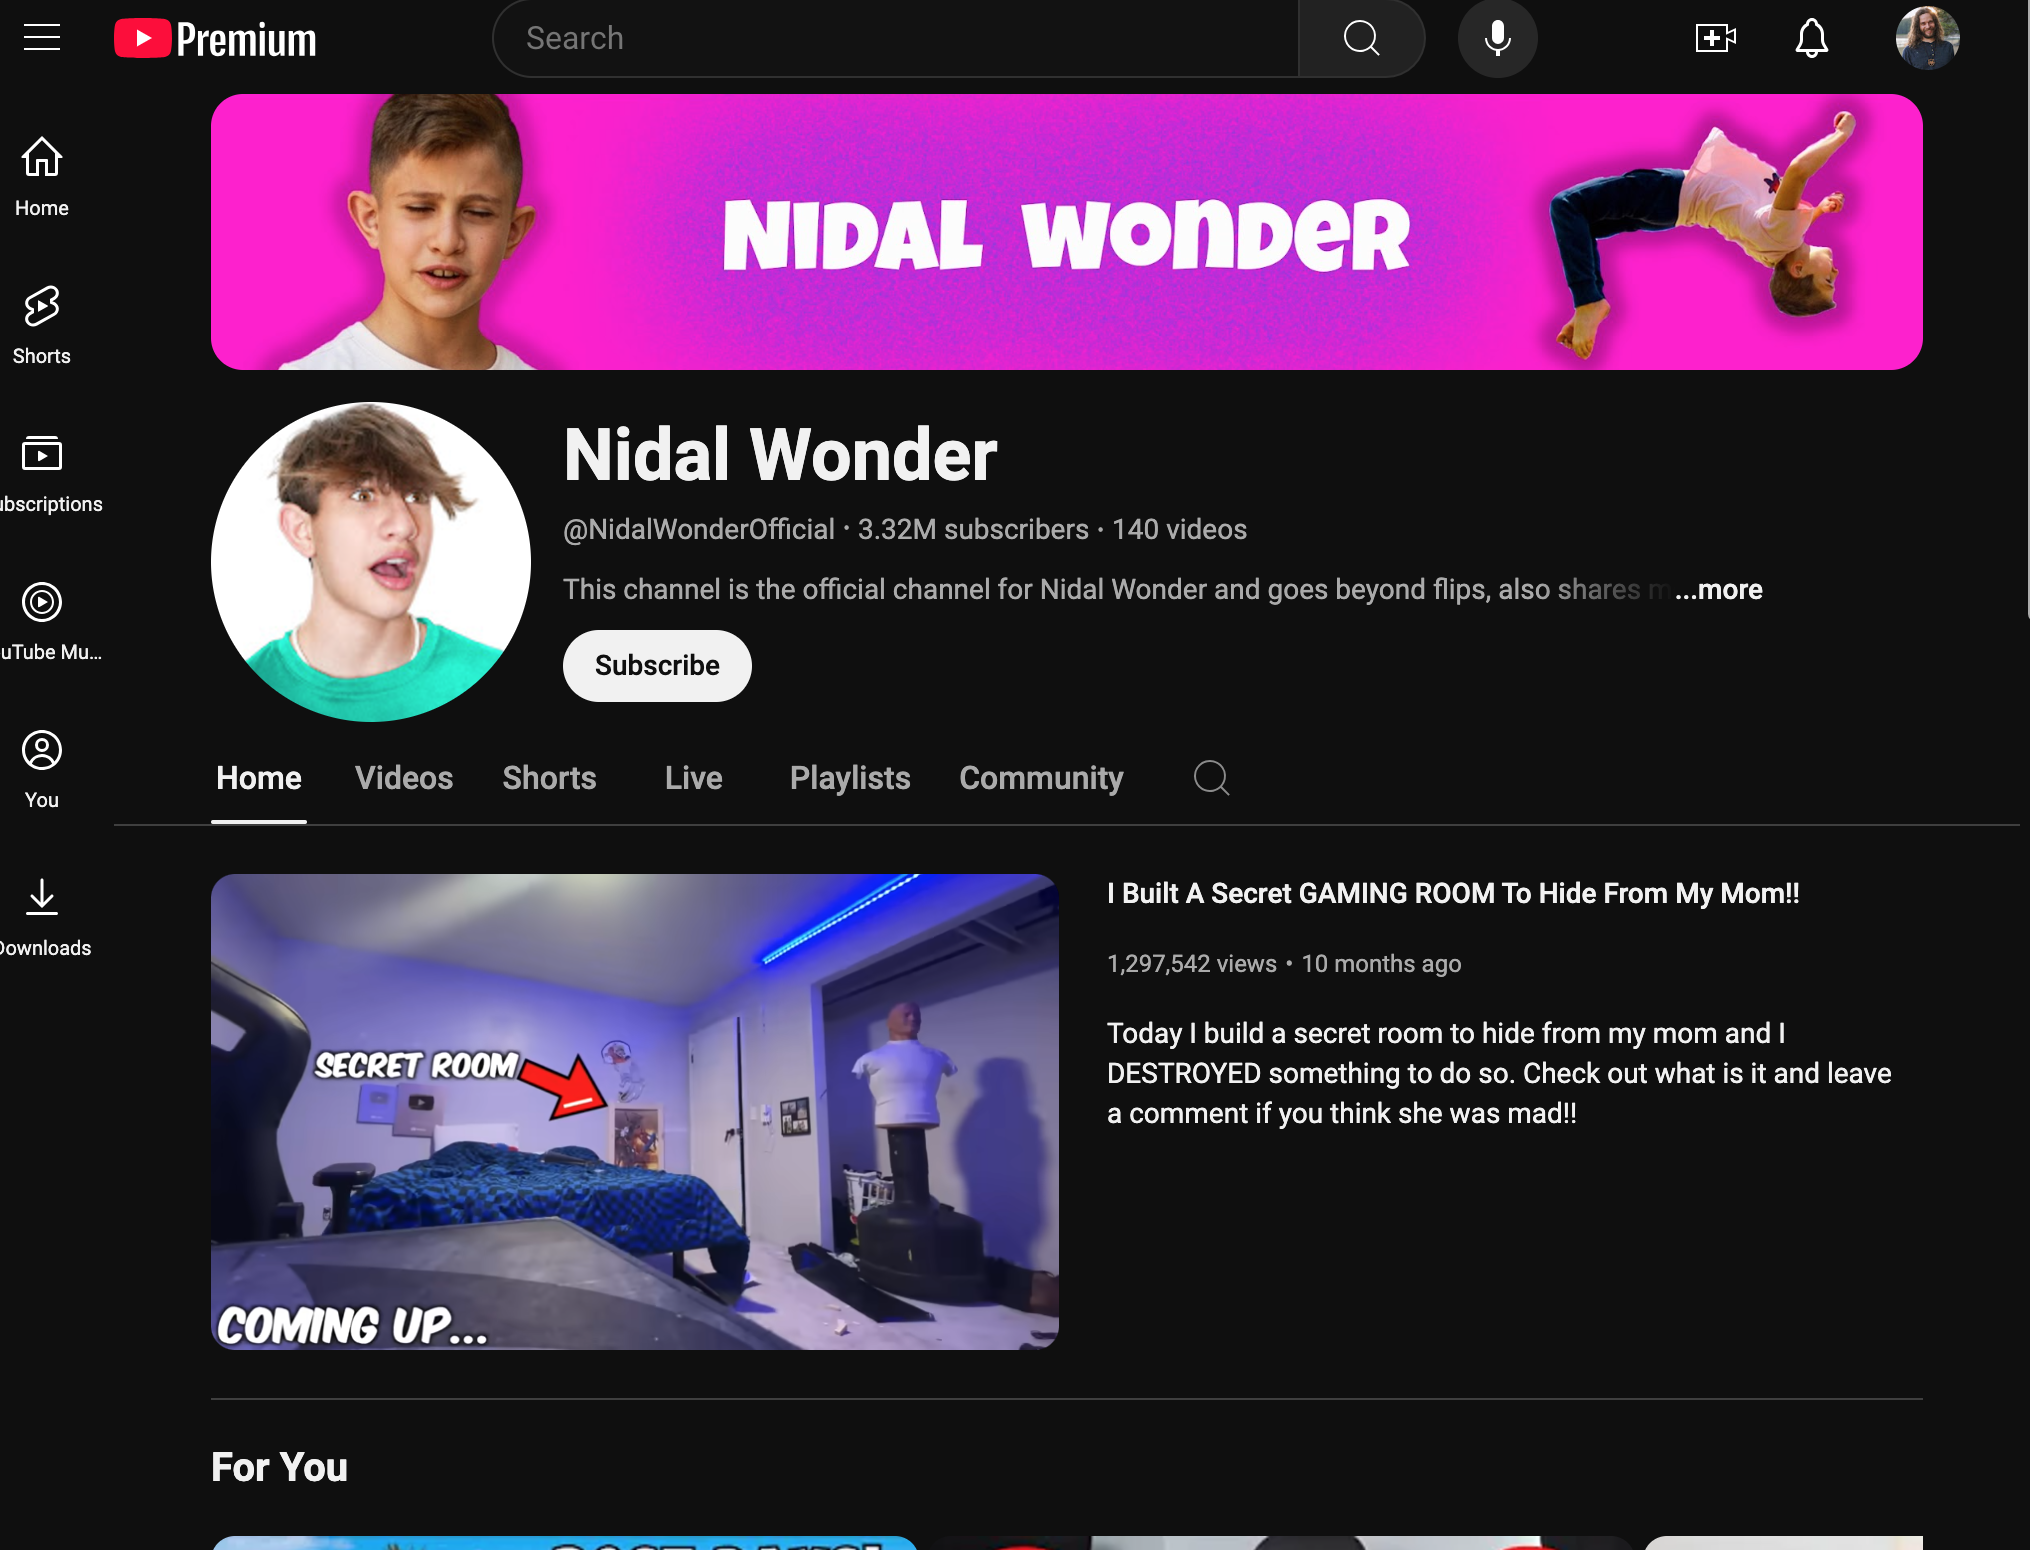 Premium
Search
Home
Shorts
ubscriptions
uTube Mu...
You
Downloads
NIDAL WONDER
Nidal Wonder
@NidalWonderOfficial · 3.32M subscribers · 140 videos
This channel is the official channel for Nidal Wonder and goes beyond flips, also shares m ...more
Subscribe
Home Videos Shorts Live Playlists Community
SECRET ROOM
COMING UP...
I Built A Secret GAMING ROOM To Hide From My Mom!!
1,297,542 views • 10 months ago
Today I build a secret room to hide from my mom and I
DESTROYED something to do so. Check out what is it and leave
a comment if you think she was mad!!
For You